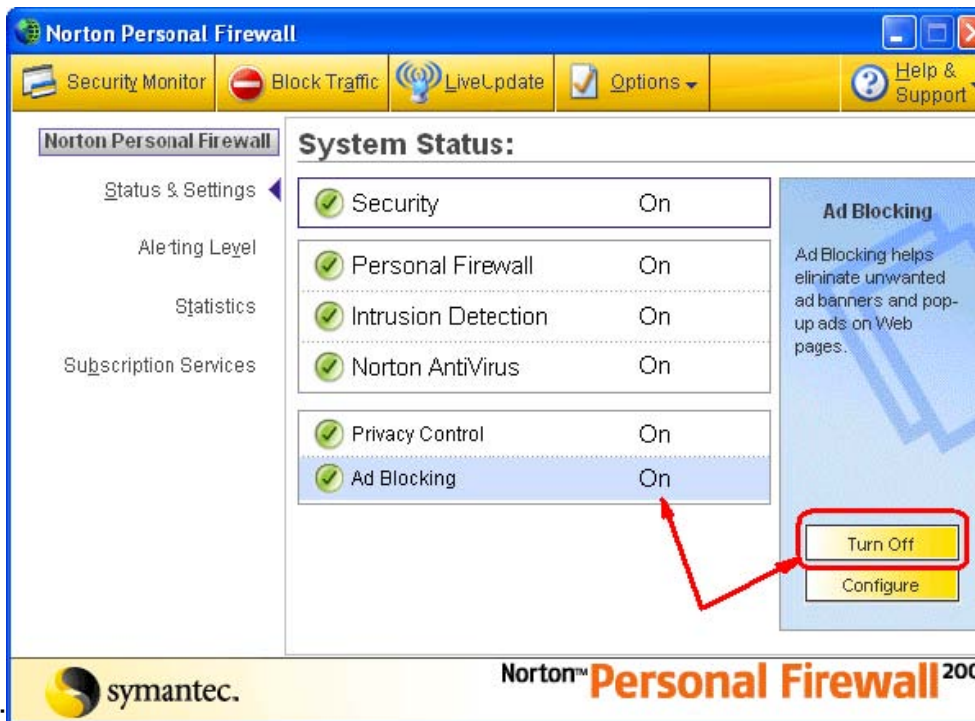 Norton Personal Firewall
Security Monitor
Block Traffic
LiveUpdate
Options
Help &
Support
Norton Personal Firewall
Status & Settings
Alerting Level
Statistics
Subscription Services
System Status:
Security On
Personal Firewall On
Intrusion Detection On
Norton AntiVirus On
Privacy Control On
Ad Blocking On
Ad Blocking
Ad Blocking helps
elininate unwanted
ad banners and pop-
up ads on Web
pages.
Turn Off
Configure
symantec.
Norton™ Personal Firewall 200
.